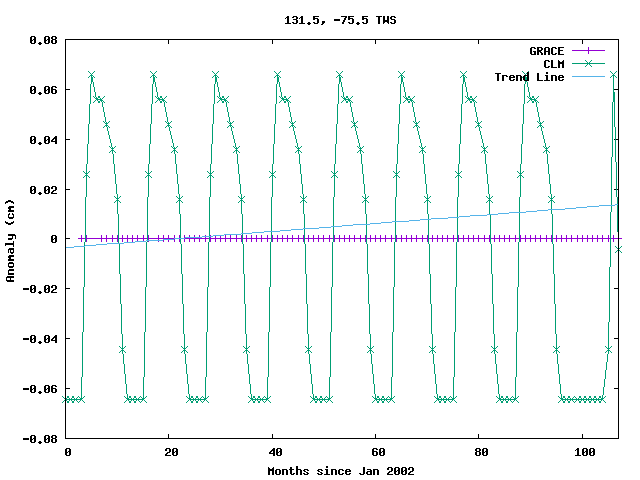 131.5, -75.5 TWS
GRACE
CLM
Trend Line
0.08
0.06
0.04
0.02
0
-0.02
-0.04
-0.06
-0.08
Anomaly (cm)
0 20 40 60 80 100
Months since Jan 2002